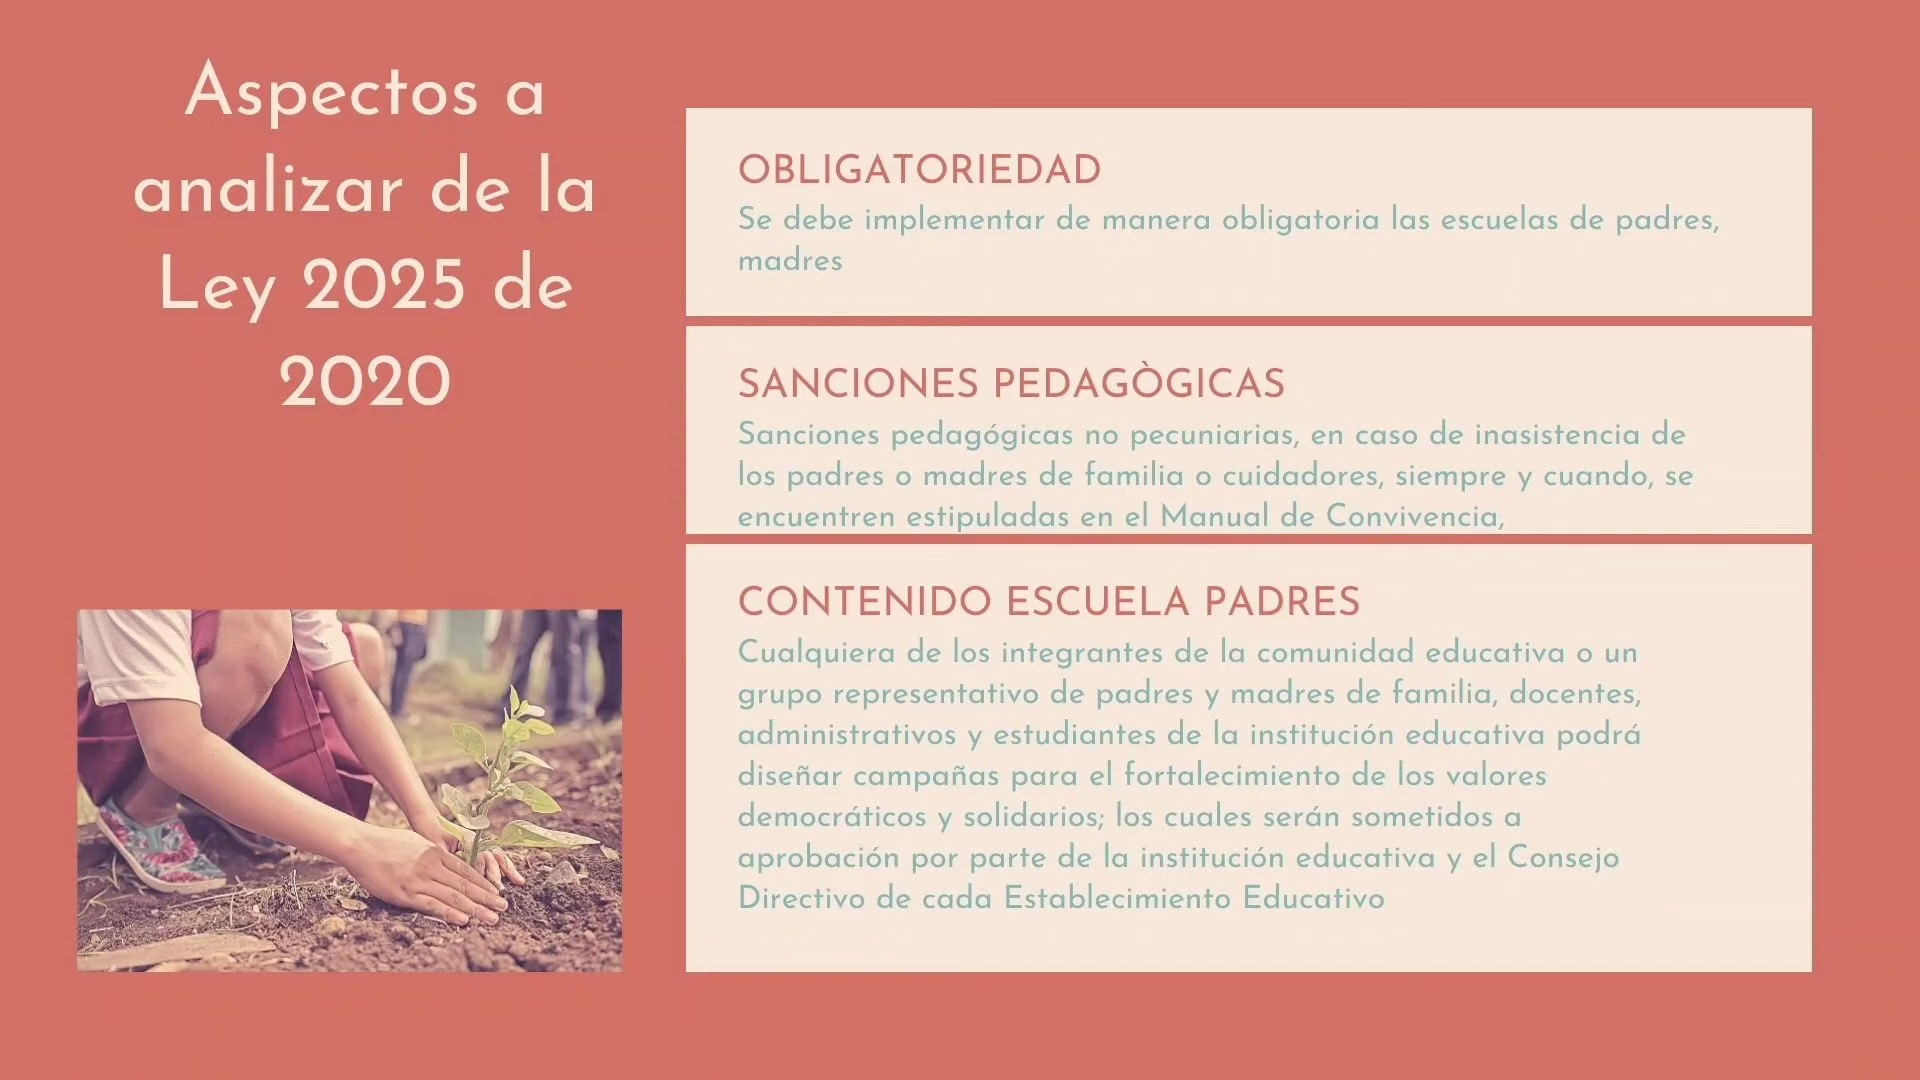 Aspectos a
analizar de la
Ley 2025 de
2020
OBLIGATORIEDAD
Se debe implementar de manera obligatoria las escuelas de padres,
madres
SANCIONES PEDAGÒGICAS
Sanciones pedagógicas no pecuniarias, en caso de inasistencia de
los padres o madres de familia o cuidadores, siempre y cuando, se
encuentren estipuladas en el Manual de Convivencia,
CONTENIDO ESCUELA PADRES
Cualquiera de los integrantes de la comunidad educativa o un
grupo representativo de padres y madres de familia, docentes,
administrativos y estudiantes de la institución educativa podrá
diseñar campañas para el fortalecimiento de los valores
democráticos y solidarios; los cuales serán sometidos a
aprobación por parte de la institución educativa y el Consejo
Directivo de cada Establecimiento Educativo